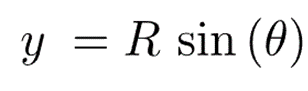 y = R sin (θ)